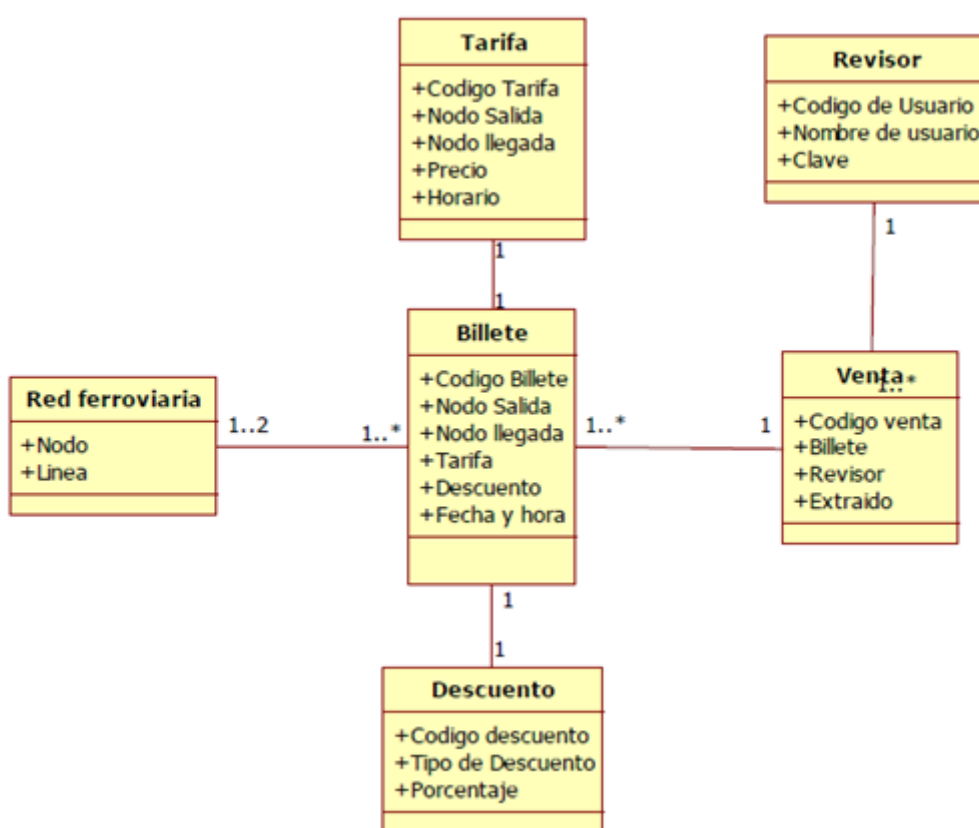 Tarifa
+Codigo Tarifa
+Nodo Salida
+Nodo llegada
+Precio
+Horario
Revisor
+Codigo de Usuario
+Nombre de usuario
+Clave
1
1
1
Billete
+Codigo Billete
+Nodo Salida
+Nodo llegada
+Tarifa
+Descuento
+Fecha y hora
Red ferroviaria
+Nodo
+Linea
1..2
1..*
1..*
1
Venta
1..*
+Codigo venta
+Billete
+Revisor
+Extraido
1
1
Descuento
+Codigo descuento
+Tipo de Descuento
+Porcentaje